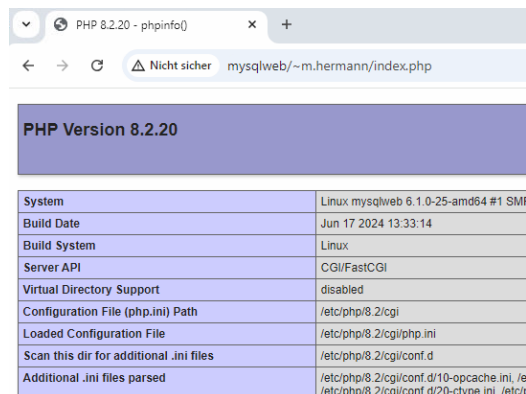 PHP 8.2.20 - phpinfo()
Nicht sicher mysqlweb/~m.hermann/index.php
PHP Version 8.2.20
System Linux mysqlweb 6.1.0-25-amd64 #1 SMP
Build Date Jun 17 2024 13:33:14
Build System Linux
Server API CGI/FastCGI
Virtual Directory Support disabled
Configuration File (php.ini) Path /etc/php/8.2/cgi
Loaded Configuration File /etc/php/8.2/cgi/php.ini
Scan this dir for additional .ini files /etc/php/8.2/cgi/conf.d
Additional .ini files parsed /etc/php/8.2/cgi/conf.d/10-opcache.ini, /e
/etc/php/8.2/cgi/conf.d/20-ctype.ini, /etc/p